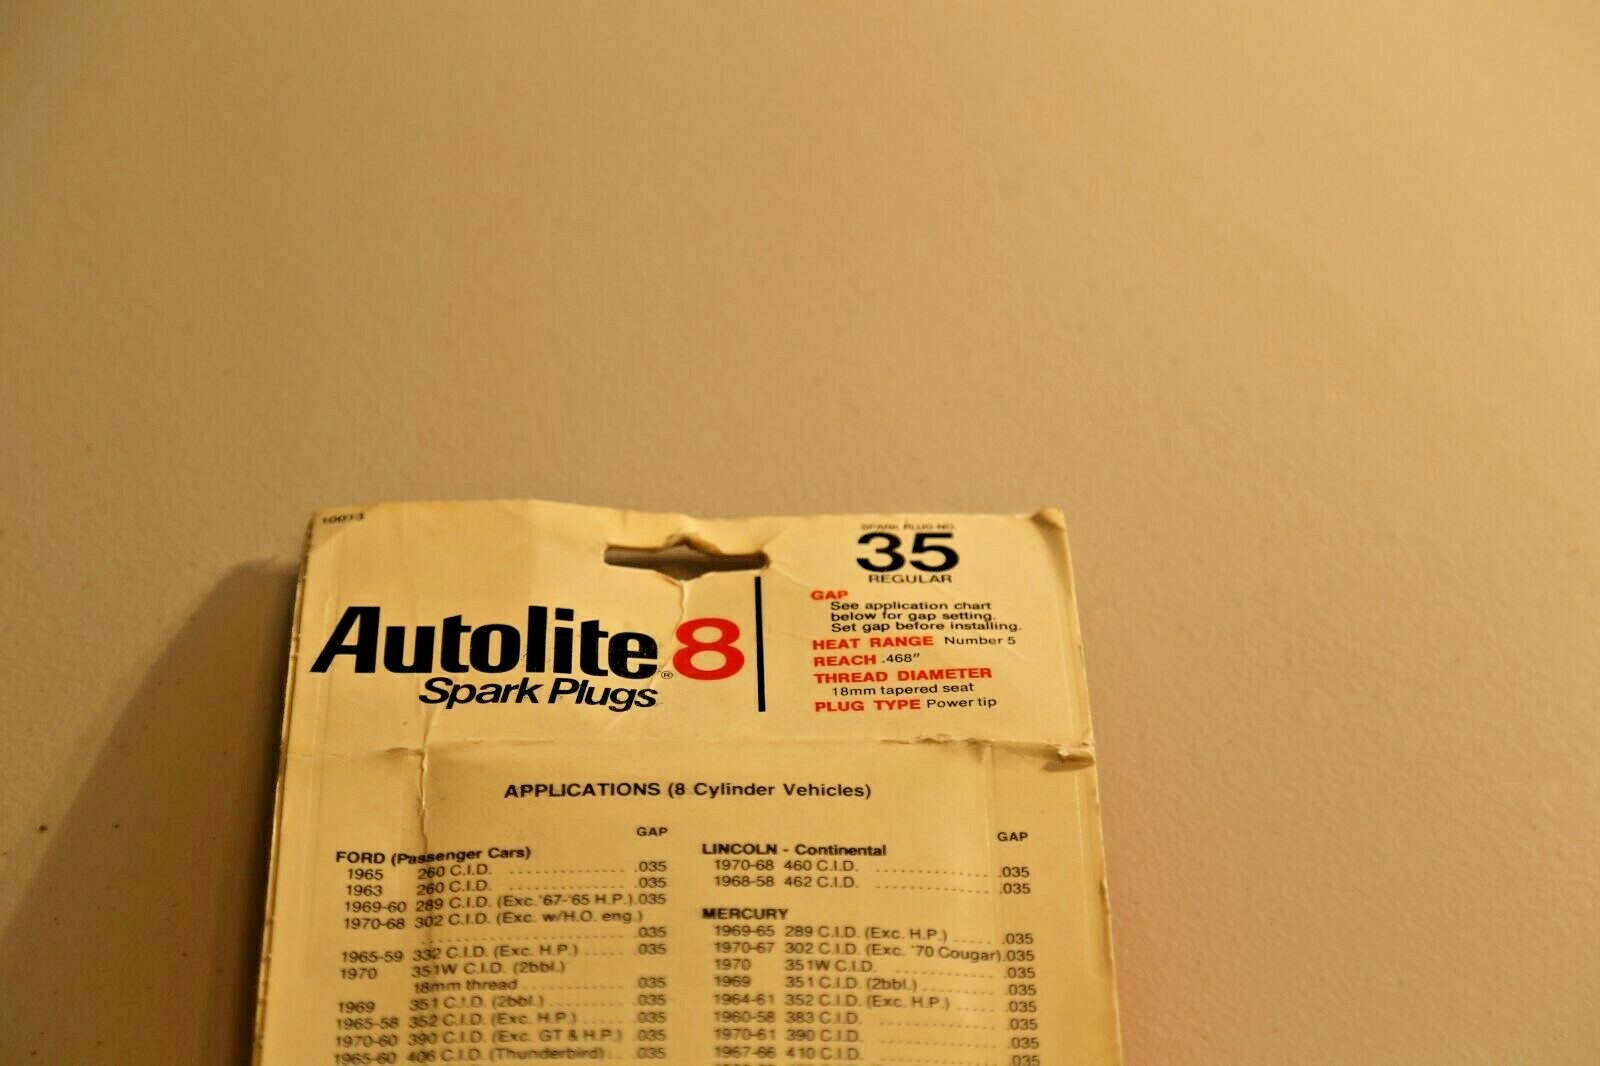 10013
SPARK PLUG NO.
35
REGULAR
Autolite® 8
Spark Plugs
GAP
See application chart
below for gap setting.
Set gap before installing.
HEAT RANGE Number 5
REACH .468"
THREAD DIAMETER
18mm tapered seat
PLUG TYPE Power tip
APPLICATIONS (8 Cylinder Vehicles)
GAP
FORD (Passenger Cars)
1965 260 C.I.D. .............. .035
1963 260 C.I.D. .............. .035
1969-60 289 C.I.D. (Exc.'67-'65 H.P.).035
1970-68 302 C.I.D. (Exc. w/H.O. eng.)
.............................. .035
1965-59 332 C.I.D. (Exc. H.P.) ..... .035
1970 351W C.I.D. (2bbl.)
18mm thread .............. .035
1969 351 C.I.D. (2bbl.) .......... .035
1965-58 352 C.I.D. (Exc. H.P.) ...... .035
1970-60 390 C.I.D. (Exc. GT & H.P.) .035
1965-60 406 C.I.D. (Thunderbird) .. .035
GAP
LINCOLN - Continental
1970-68 460 C.I.D. .............. .035
1968-58 462 C.I.D. .............. .035
MERCURY
1969-65 289 C.I.D. (Exc. H.P.) ..... .035
1970-67 302 C.I.D. (Exc. '70 Cougar).035
1970 351W C.I.D. ............ .035
1969 351 C.I.D. (2bbl.) ....... .035
1964-61 352 C.I.D. (Exc. H.P.) ..... .035
1960-58 383 C.I.D. .............. .035
1970-61 390 C.I.D. .............. .035
1967-66 410 C.I.D. .............. .035